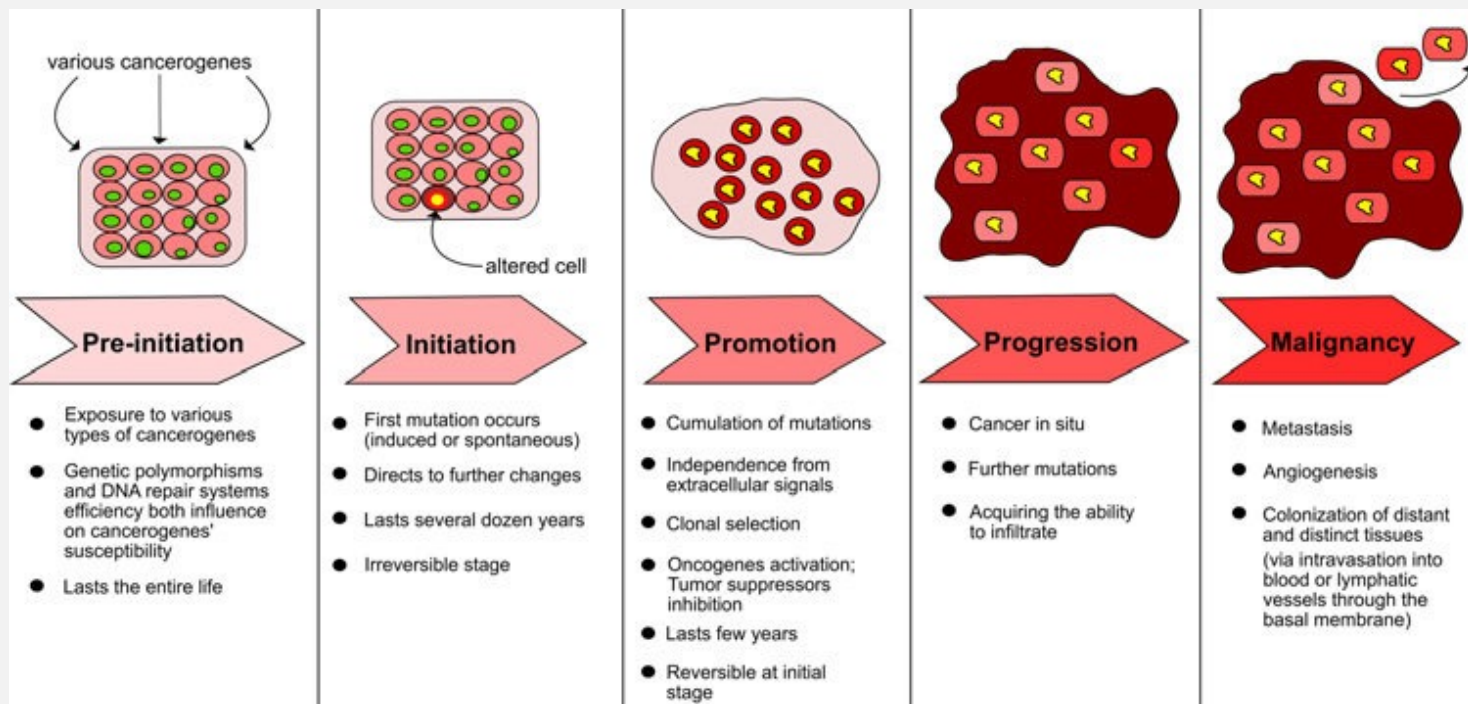 various cancerogenes
altered cell
Pre-initiation
Initiation
Promotion
Progression
Malignancy
Exposure to various
types of cancerogenes
Genetic polymorphisms
and DNA repair systems
efficiency both influence
on cancerogenes'
susceptibility
Lasts the entire life
First mutation occurs
(induced or spontaneous)
Directs to further changes
Lasts several dozen years
Irreversible stage
Cumulation of mutations
Independence from
extracellular signals
Clonal selection
Oncogenes activation;
Tumor suppressors
inhibition
Lasts few years
Reversible at initial
stage
Cancer in situ
Further mutations
Acquiring the ability
to infiltrate
Metastasis
Angiogenesis
Colonization of distant
and distinct tissues
(via intravasation into
blood or lymphatic
vessels through the
basal membrane)